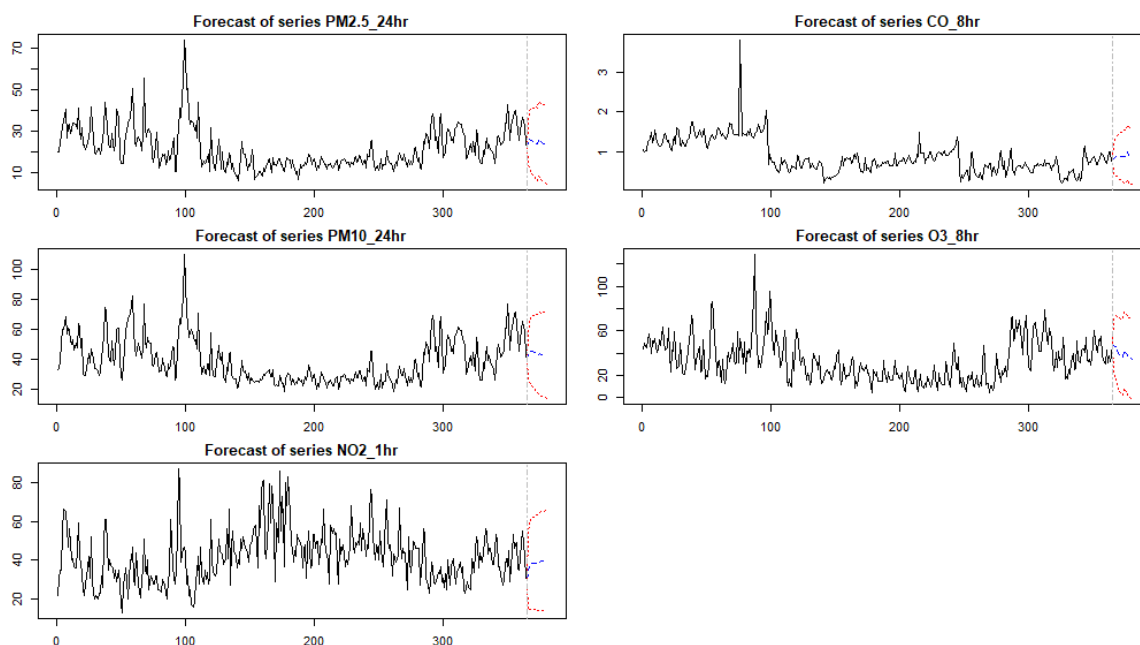 Forecast of series PM2.5_24hr
70
50
30
10
0 100 200 300
Forecast of series CO_8hr
3
2
1
0 100 200 300
Forecast of series PM10_24hr
100
80
60
40
20
0 100 200 300
Forecast of series O3_8hr
100
60
20
0
0 100 200 300
Forecast of series NO2_1hr
80
60
40
20
0 100 200 300